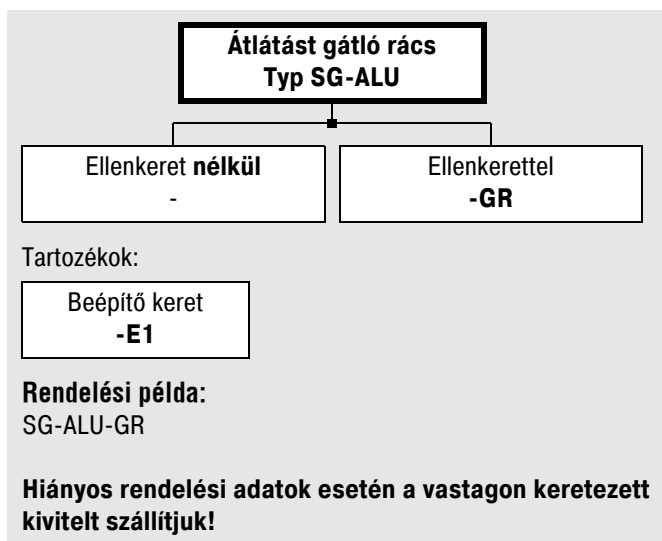 Átlátást gátló rács
Typ SG-ALU
Ellenkeret nélkül
-
Ellenkerettel
-GR
Tartozékok:
Beépítő keret
-E1
Rendelési példa:
SG-ALU-GR
Hiányos rendelési adatok esetén a vastagon keretezett
kivitelt szállítjuk!